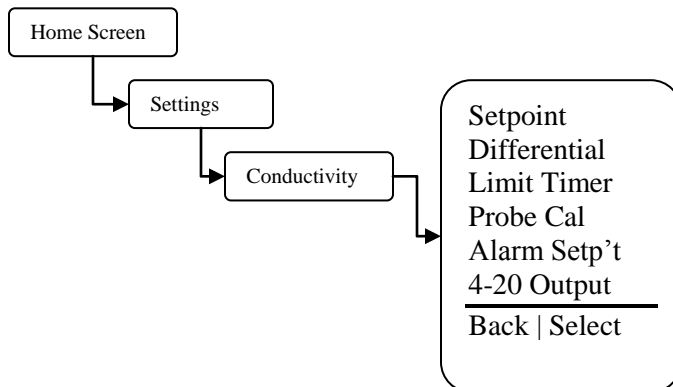 Home Screen
Settings
Conductivity
Setpoint
Differential
Limit Timer
Probe Cal
Alarm Setp’t
4-20 Output
Back | Select